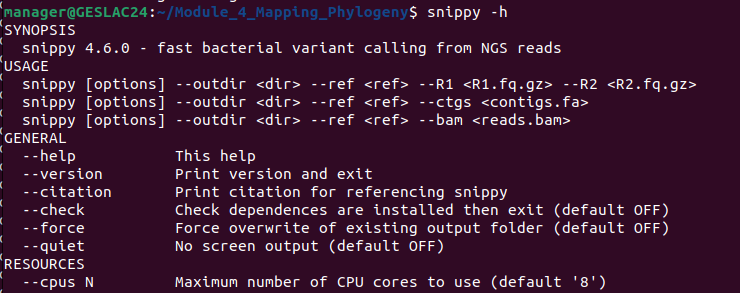 manager@GESLAC24:~/Module_4_Mapping_Phylogeny$ snippy -h
SYNOPSIS
  snippy 4.6.0 - fast bacterial variant calling from NGS reads
USAGE
  snippy [options] --outdir <dir> --ref <ref> --R1 <R1.fq.gz> --R2 <R2.fq.gz>
  snippy [options] --outdir <dir> --ref <ref> --ctgs <contigs.fa>
  snippy [options] --outdir <dir> --ref <ref> --bam <reads.bam>
GENERAL
  --help           This help
  --version        Print version and exit
  --citation       Print citation for referencing snippy
  --check          Check dependences are installed then exit (default OFF)
  --force          Force overwrite of existing output folder (default OFF)
  --quiet          No screen output (default OFF)
RESOURCES
  --cpus N         Maximum number of CPU cores to use (default '8')